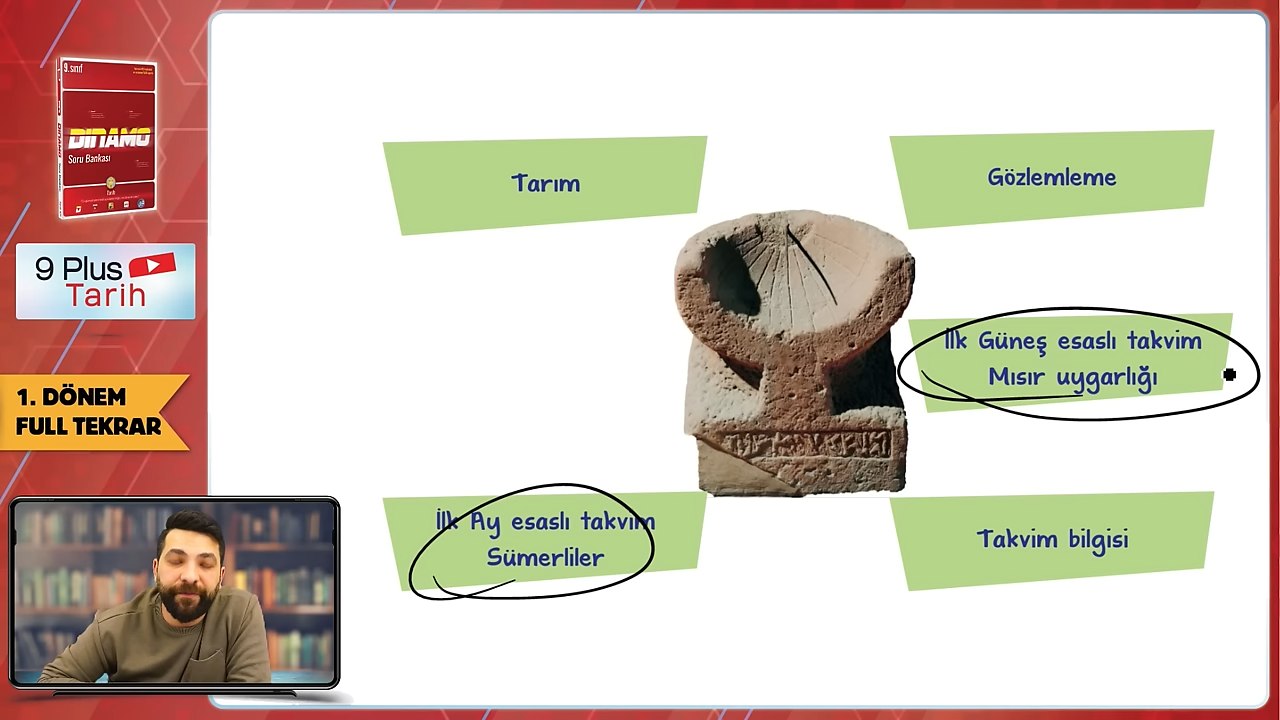 9. sınıf
DİNAMO
Soru Bankası
Tarih
9 Plus
Tarih
1. DÖNEM
FULL TEKRAR
Tarım
Gözlemleme
İlk Güneş esaslı takvim
Mısır uygarlığı
İlk Ay esaslı takvim
Sümerliler
Takvim bilgisi